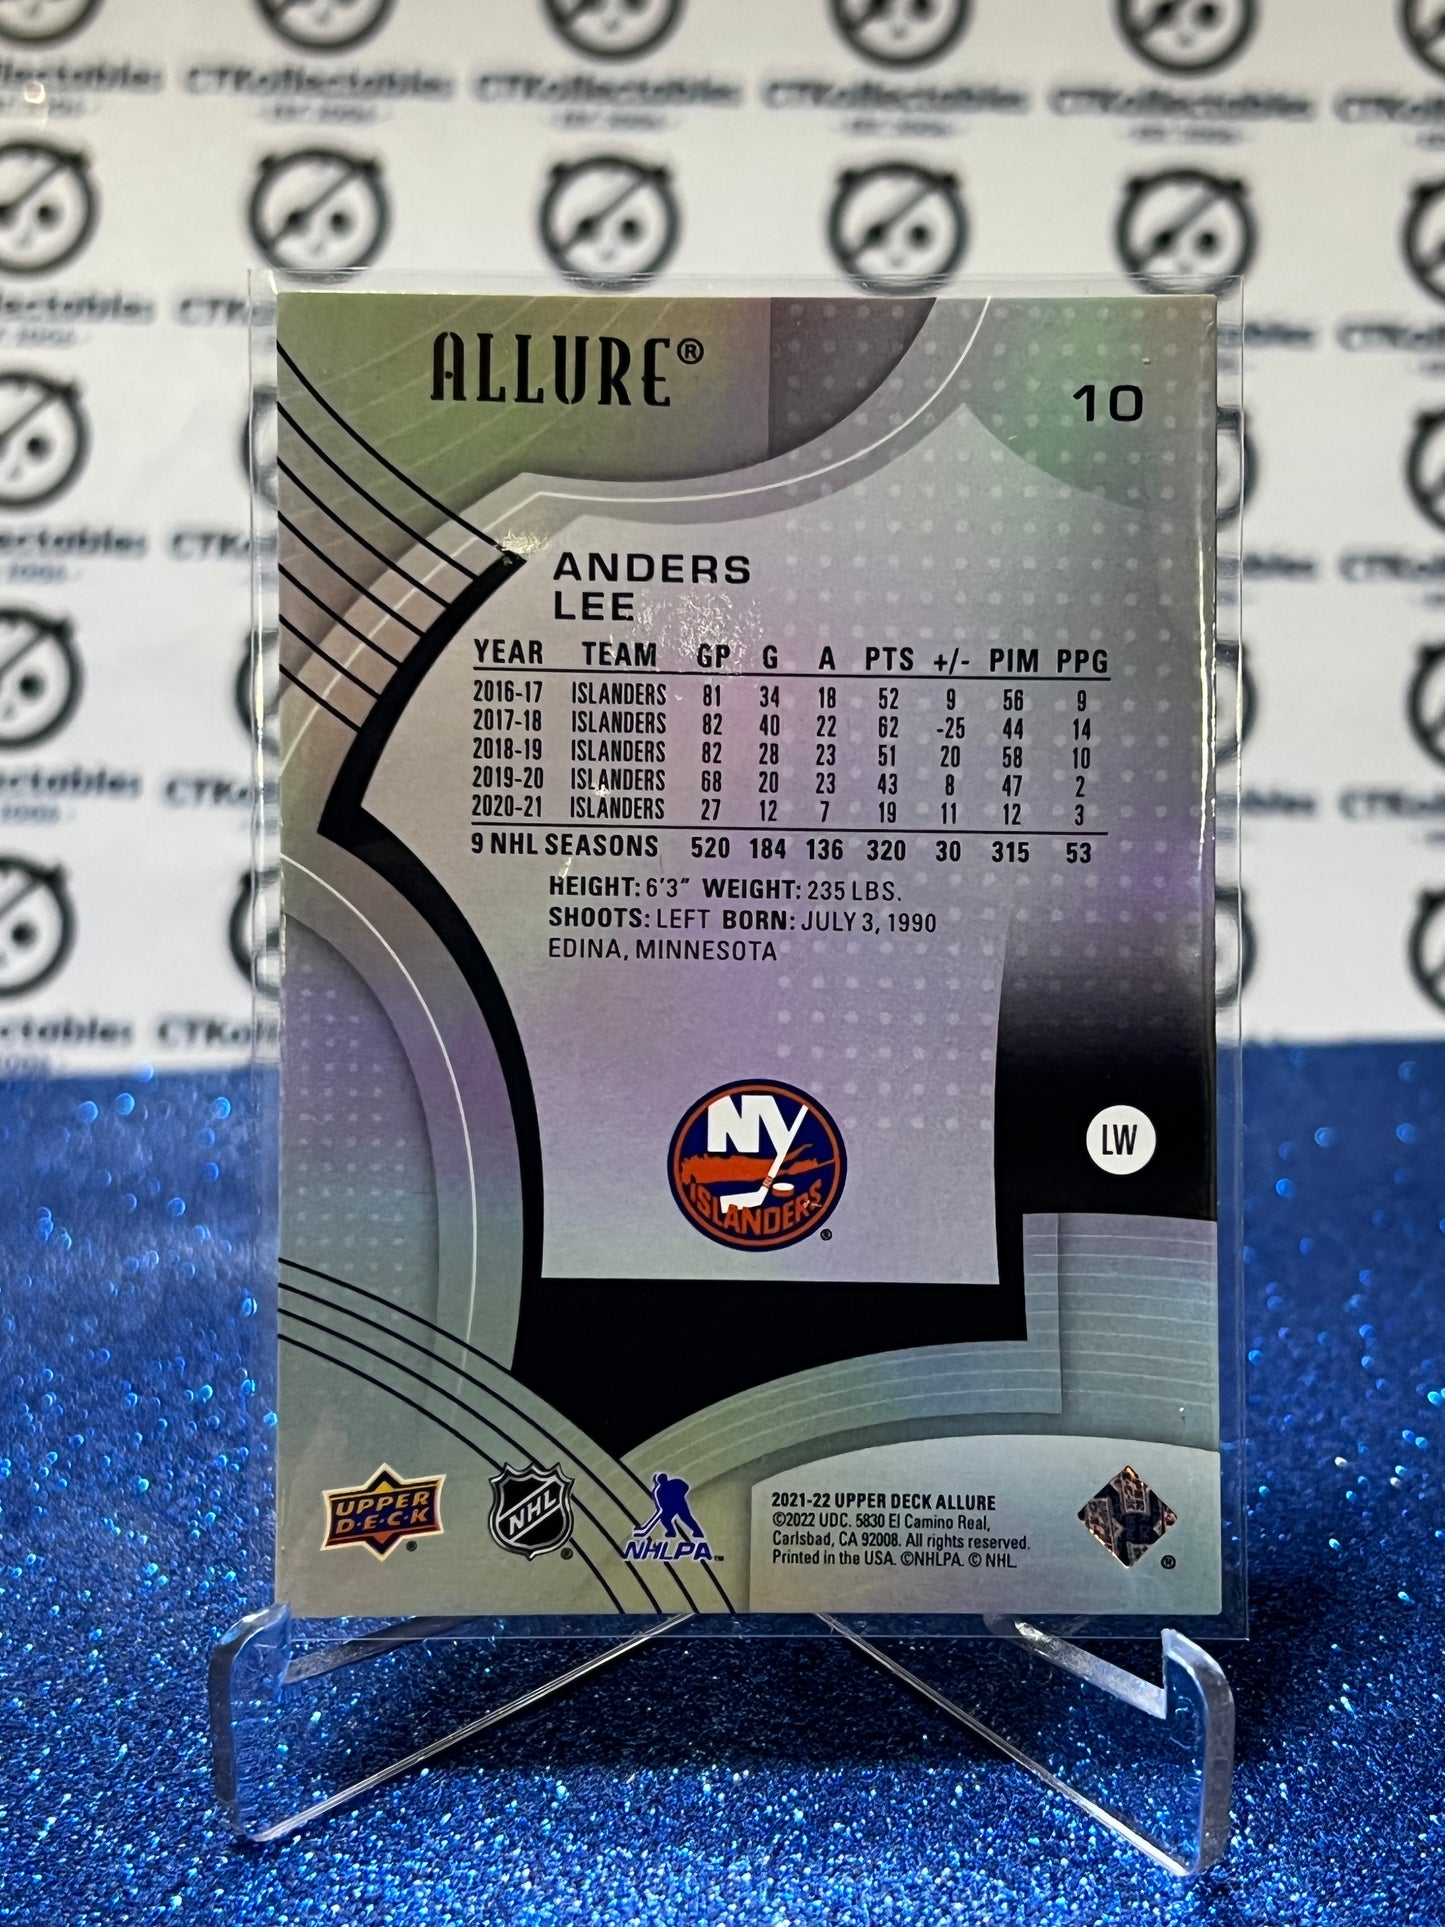 CTKollectables CTKollectables CTKollectables CTKollectables
ALLURE®
10
ANDERS
LEE
YEAR TEAM GP G A PTS +/- PIM PPG
2016-17 ISLANDERS 81 34 18 52 9 56 9
2017-18 ISLANDERS 82 40 22 62 -25 44 14
2018-19 ISLANDERS 82 28 23 51 20 58 10
2019-20 ISLANDERS 68 20 23 43 8 47 2
2020-21 ISLANDERS 27 12 7 19 11 12 3
9 NHL SEASONS 520 184 136 320 30 315 53
HEIGHT: 6'3" WEIGHT: 235 LBS.
SHOOTS: LEFT BORN: JULY 3, 1990
EDINA, MINNESOTA
NY
ISLANDERS
®
LW
UPPER
D·E·C·K
®
NHL
®
NHLPA™
2021-22 UPPER DECK ALLURE
©2022 UDC. 5830 El Camino Real,
Carlsbad, CA 92008. All rights reserved.
Printed in the USA. ©NHLPA. © NHL.
®